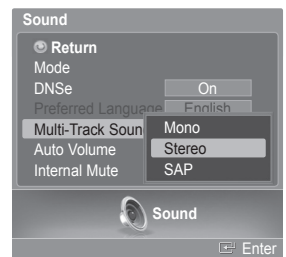 Sound
Return
Mode
DNSe On
Preferred Language English
Multi-Track Soun
Mono
Auto Volume
Stereo
Internal Mute
SAP
Sound
Enter